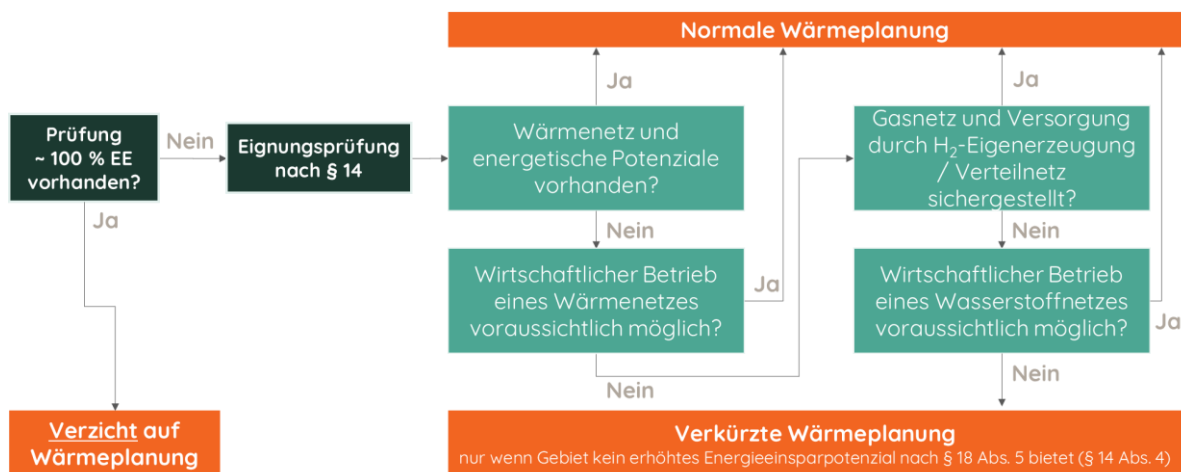 Normale Wärmeplanung
Prüfung
~ 100 % EE
vorhanden?
Nein
Ja
Eignungsprüfung
nach § 14
Wärmenetz und
energetische Potenziale
vorhanden?
Ja
Nein
Wirtschaftlicher Betrieb
eines Wärmenetzes
voraussichtlich möglich?
Ja
Nein
Gasnetz und Versorgung
durch H₂-Eigenerzeugung
/ Verteilnetz
sichergestellt?
Ja
Nein
Wirtschaftlicher Betrieb
eines Wasserstoffnetzes
voraussichtlich möglich?
Ja
Nein
Verzicht auf
Wärmeplanung
Verkürzte Wärmeplanung
nur wenn Gebiet kein erhöhtes Energieeinsparpotenzial nach § 18 Abs. 5 bietet (§ 14 Abs. 4)